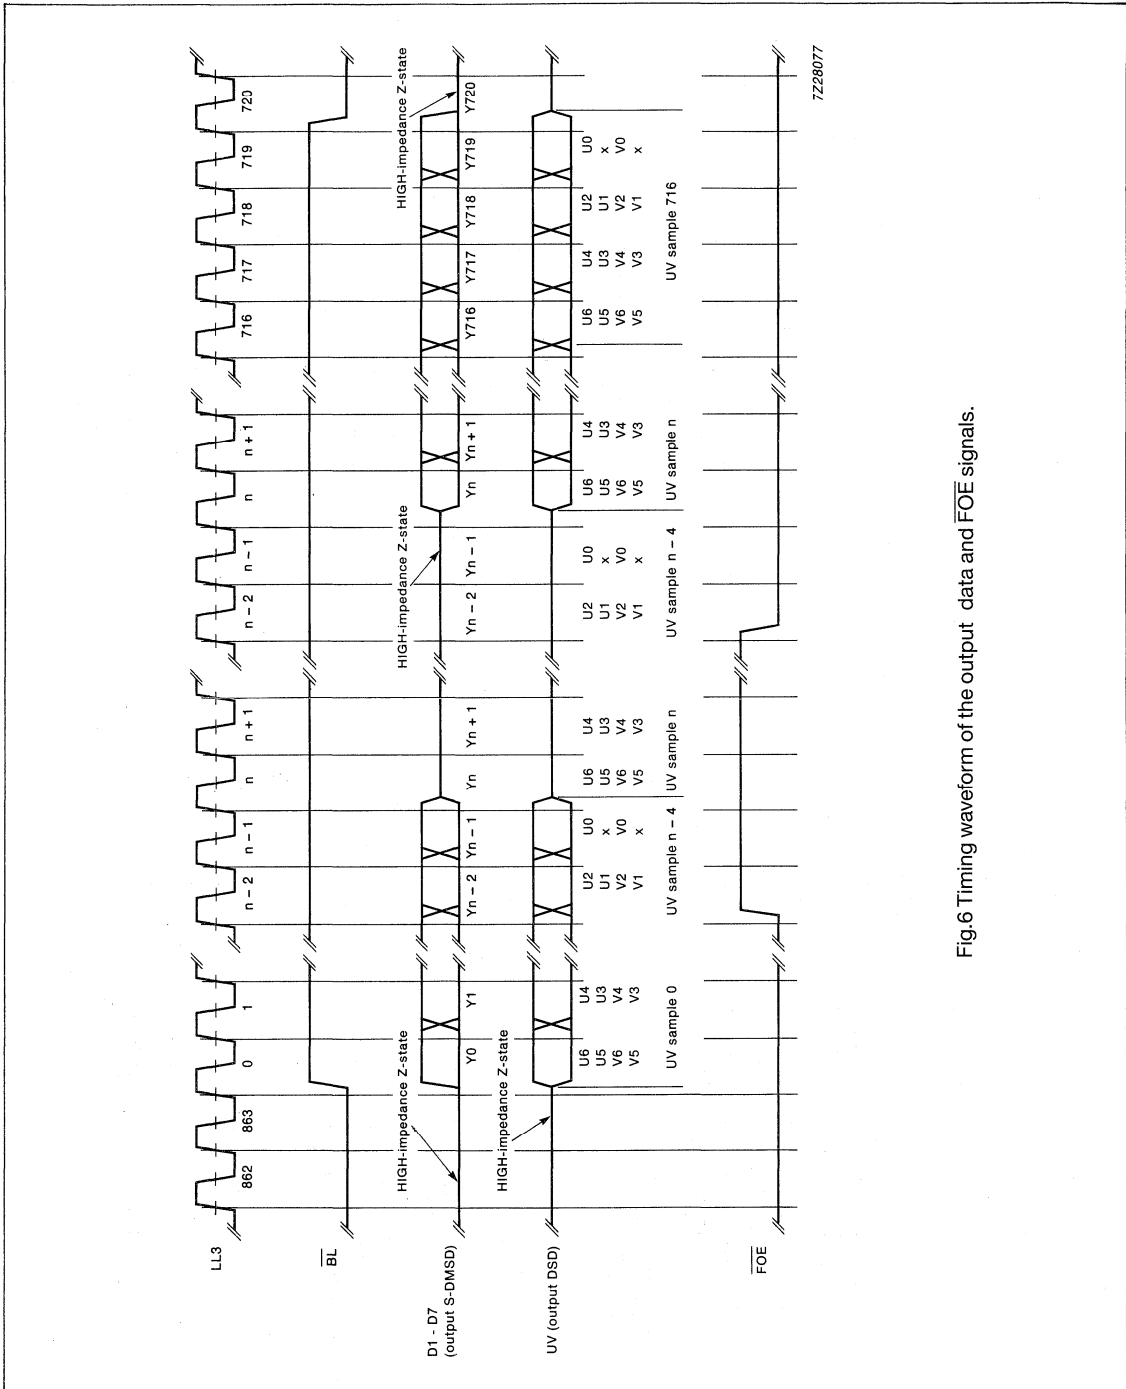 LL3
862
863
0
1
n – 2
n – 1
n
n + 1
n – 2
n – 1
n
n + 1
716
717
718
719
720
BL
HIGH-impedance Z-state
HIGH-impedance Z-state
HIGH-impedance Z-state
D1 - D7
(output S-DMSD)
Y0
Y1
Yn – 2
Yn – 1
Yn
Yn + 1
Yn – 2
Yn – 1
Yn
Yn + 1
Y716
Y717
Y718
Y719
Y720
HIGH-impedance Z-state
UV (output DSD)
U6 U4 U2 U0 U6 U4 U2 U0 U6 U4 U6 U4 U2 U0
U5 U3 U1 x U5 U3 U1 x U5 U3 U5 U3 U1 x
V6 V4 V2 V0 V6 V4 V2 V0 V6 V4 V6 V4 V2 V0
V5 V3 V1 x V5 V3 V1 x V5 V3 V5 V3 V1 x
UV sample 0
UV sample n – 4
UV sample n
UV sample n – 4
UV sample n
UV sample 716
FOE
7Z28077
Fig.6 Timing waveform of the output data and FOE signals.